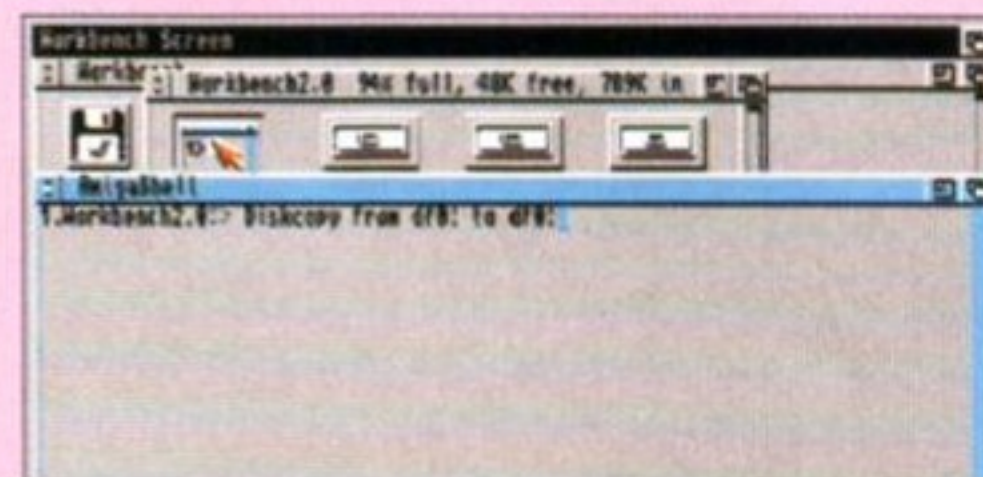 Workbench Screen
Workbench
Workbench2.0 94% full, 48K free, 789K in
AmigaShell
1.Workbench2.0:> Diskcopy from df0: to df0: